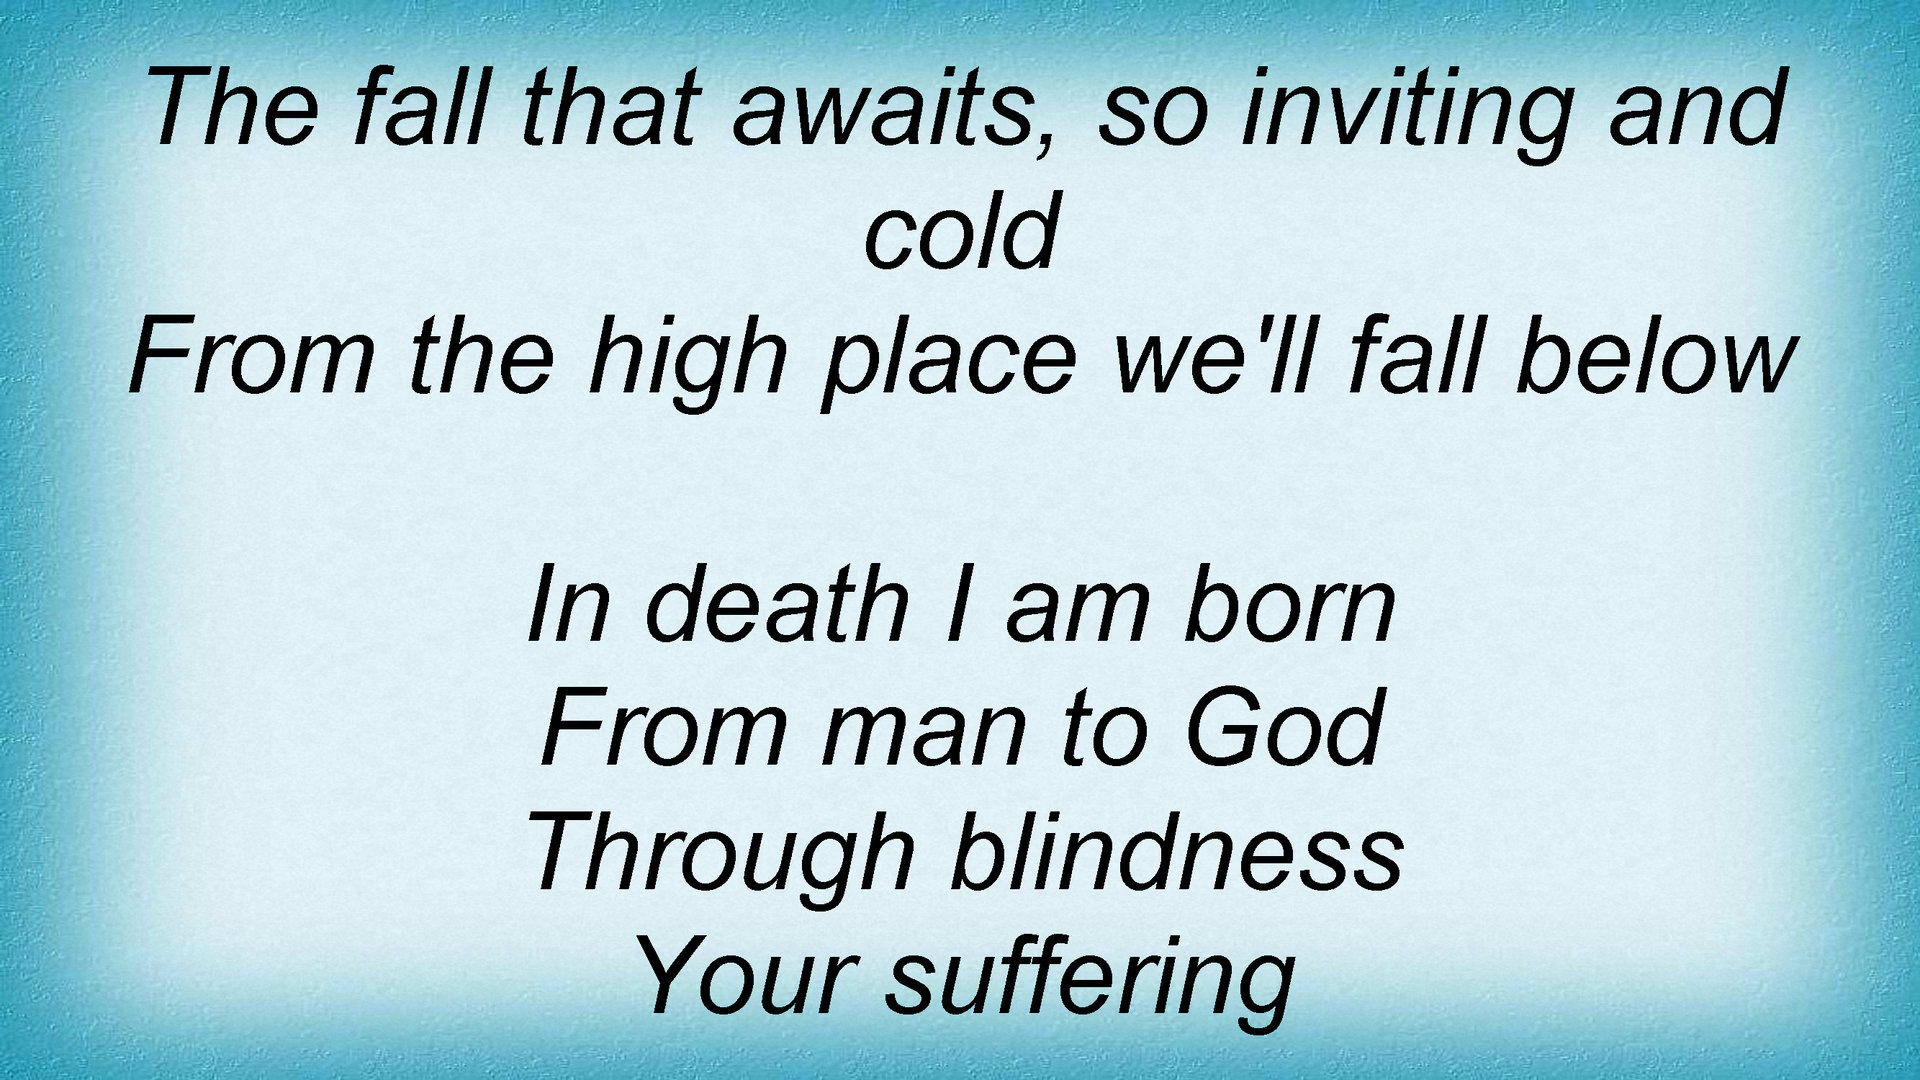 The fall that awaits, so inviting and
cold
From the high place we'll fall below
In death I am born
From man to God
Through blindness
Your suffering